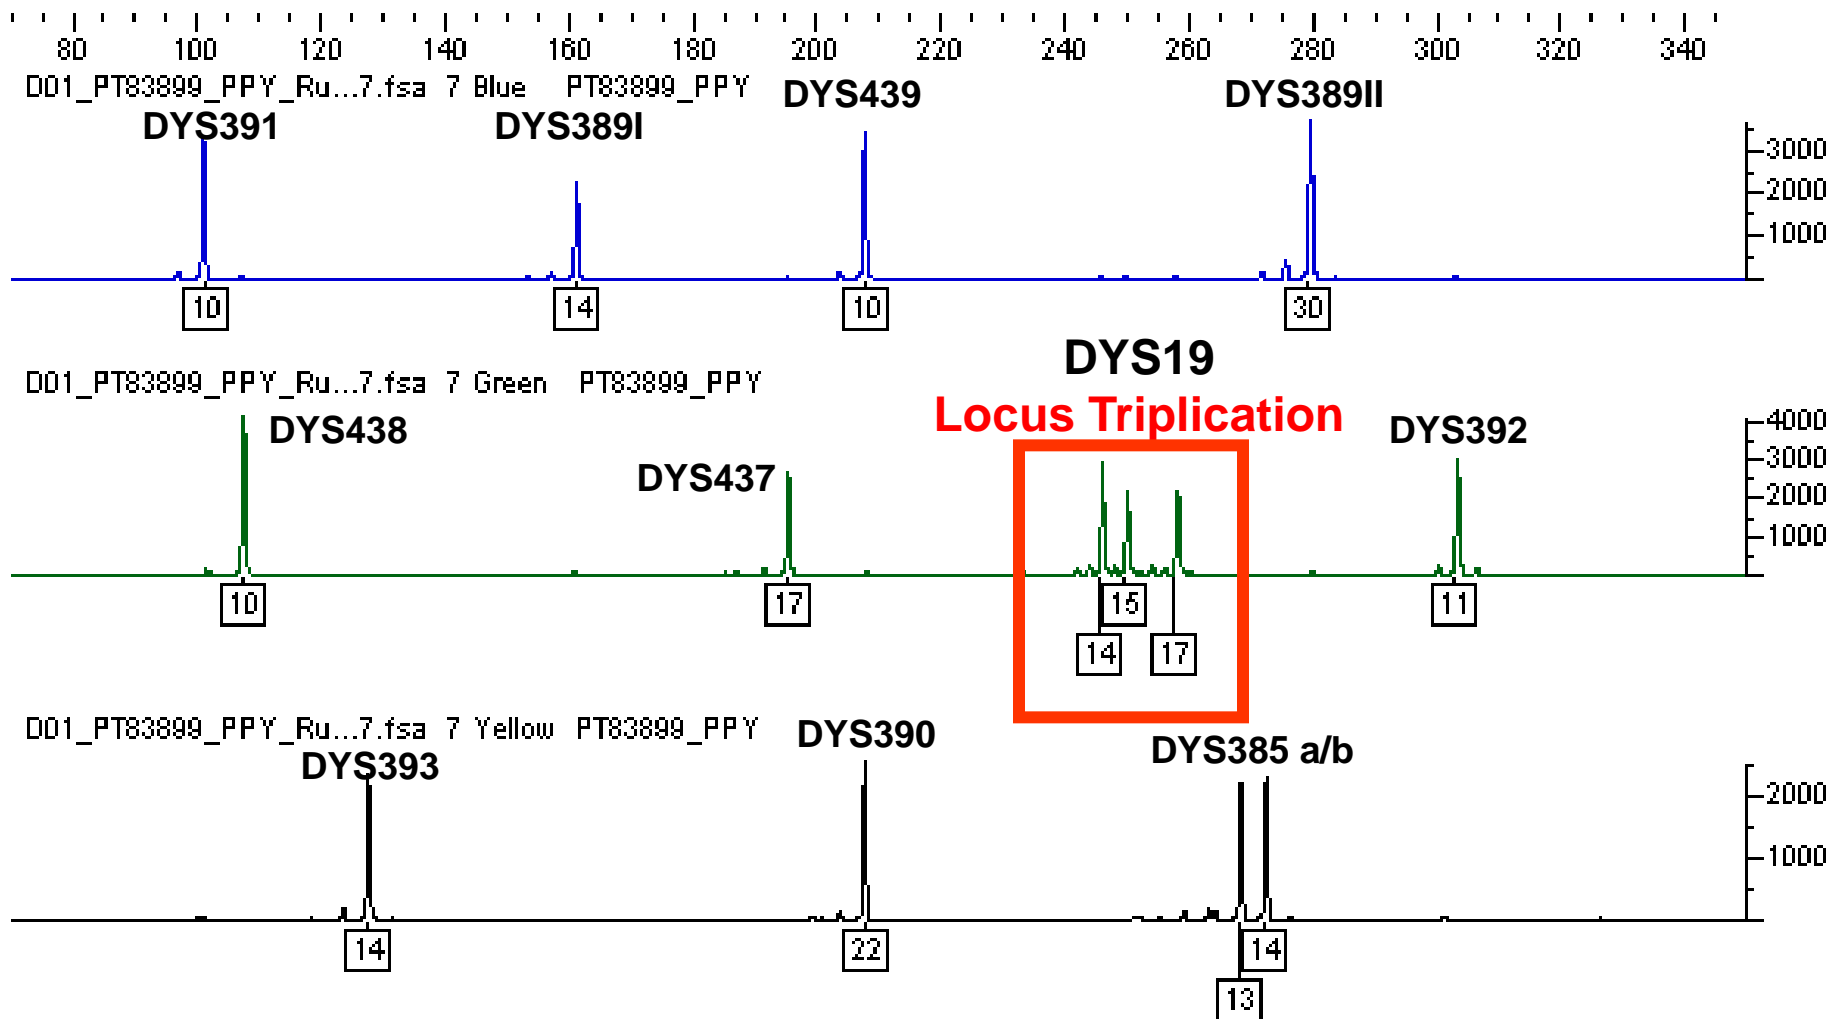 80 100 120 140 160 180 200 220 240 260 280 300 320 340
D01_PT83899_PPY_Ru...7.fsa 7 Blue PT83899_PPY
DYS439
DYS389II
DYS391
DYS389I
3000
2000
1000
10
14
10
30
DYS19
D01_PT83899_PPY_Ru...7.fsa 7 Green PT83899_PPY
Locus Triplication
DYS438
DYS392
DYS437
4000
3000
2000
1000
10
17
15
11
14
17
D01_PT83899_PPY_Ru...7.fsa 7 Yellow PT83899_PPY
DYS390
DYS385 a/b
DYS393
2000
1000
14
22
14
13